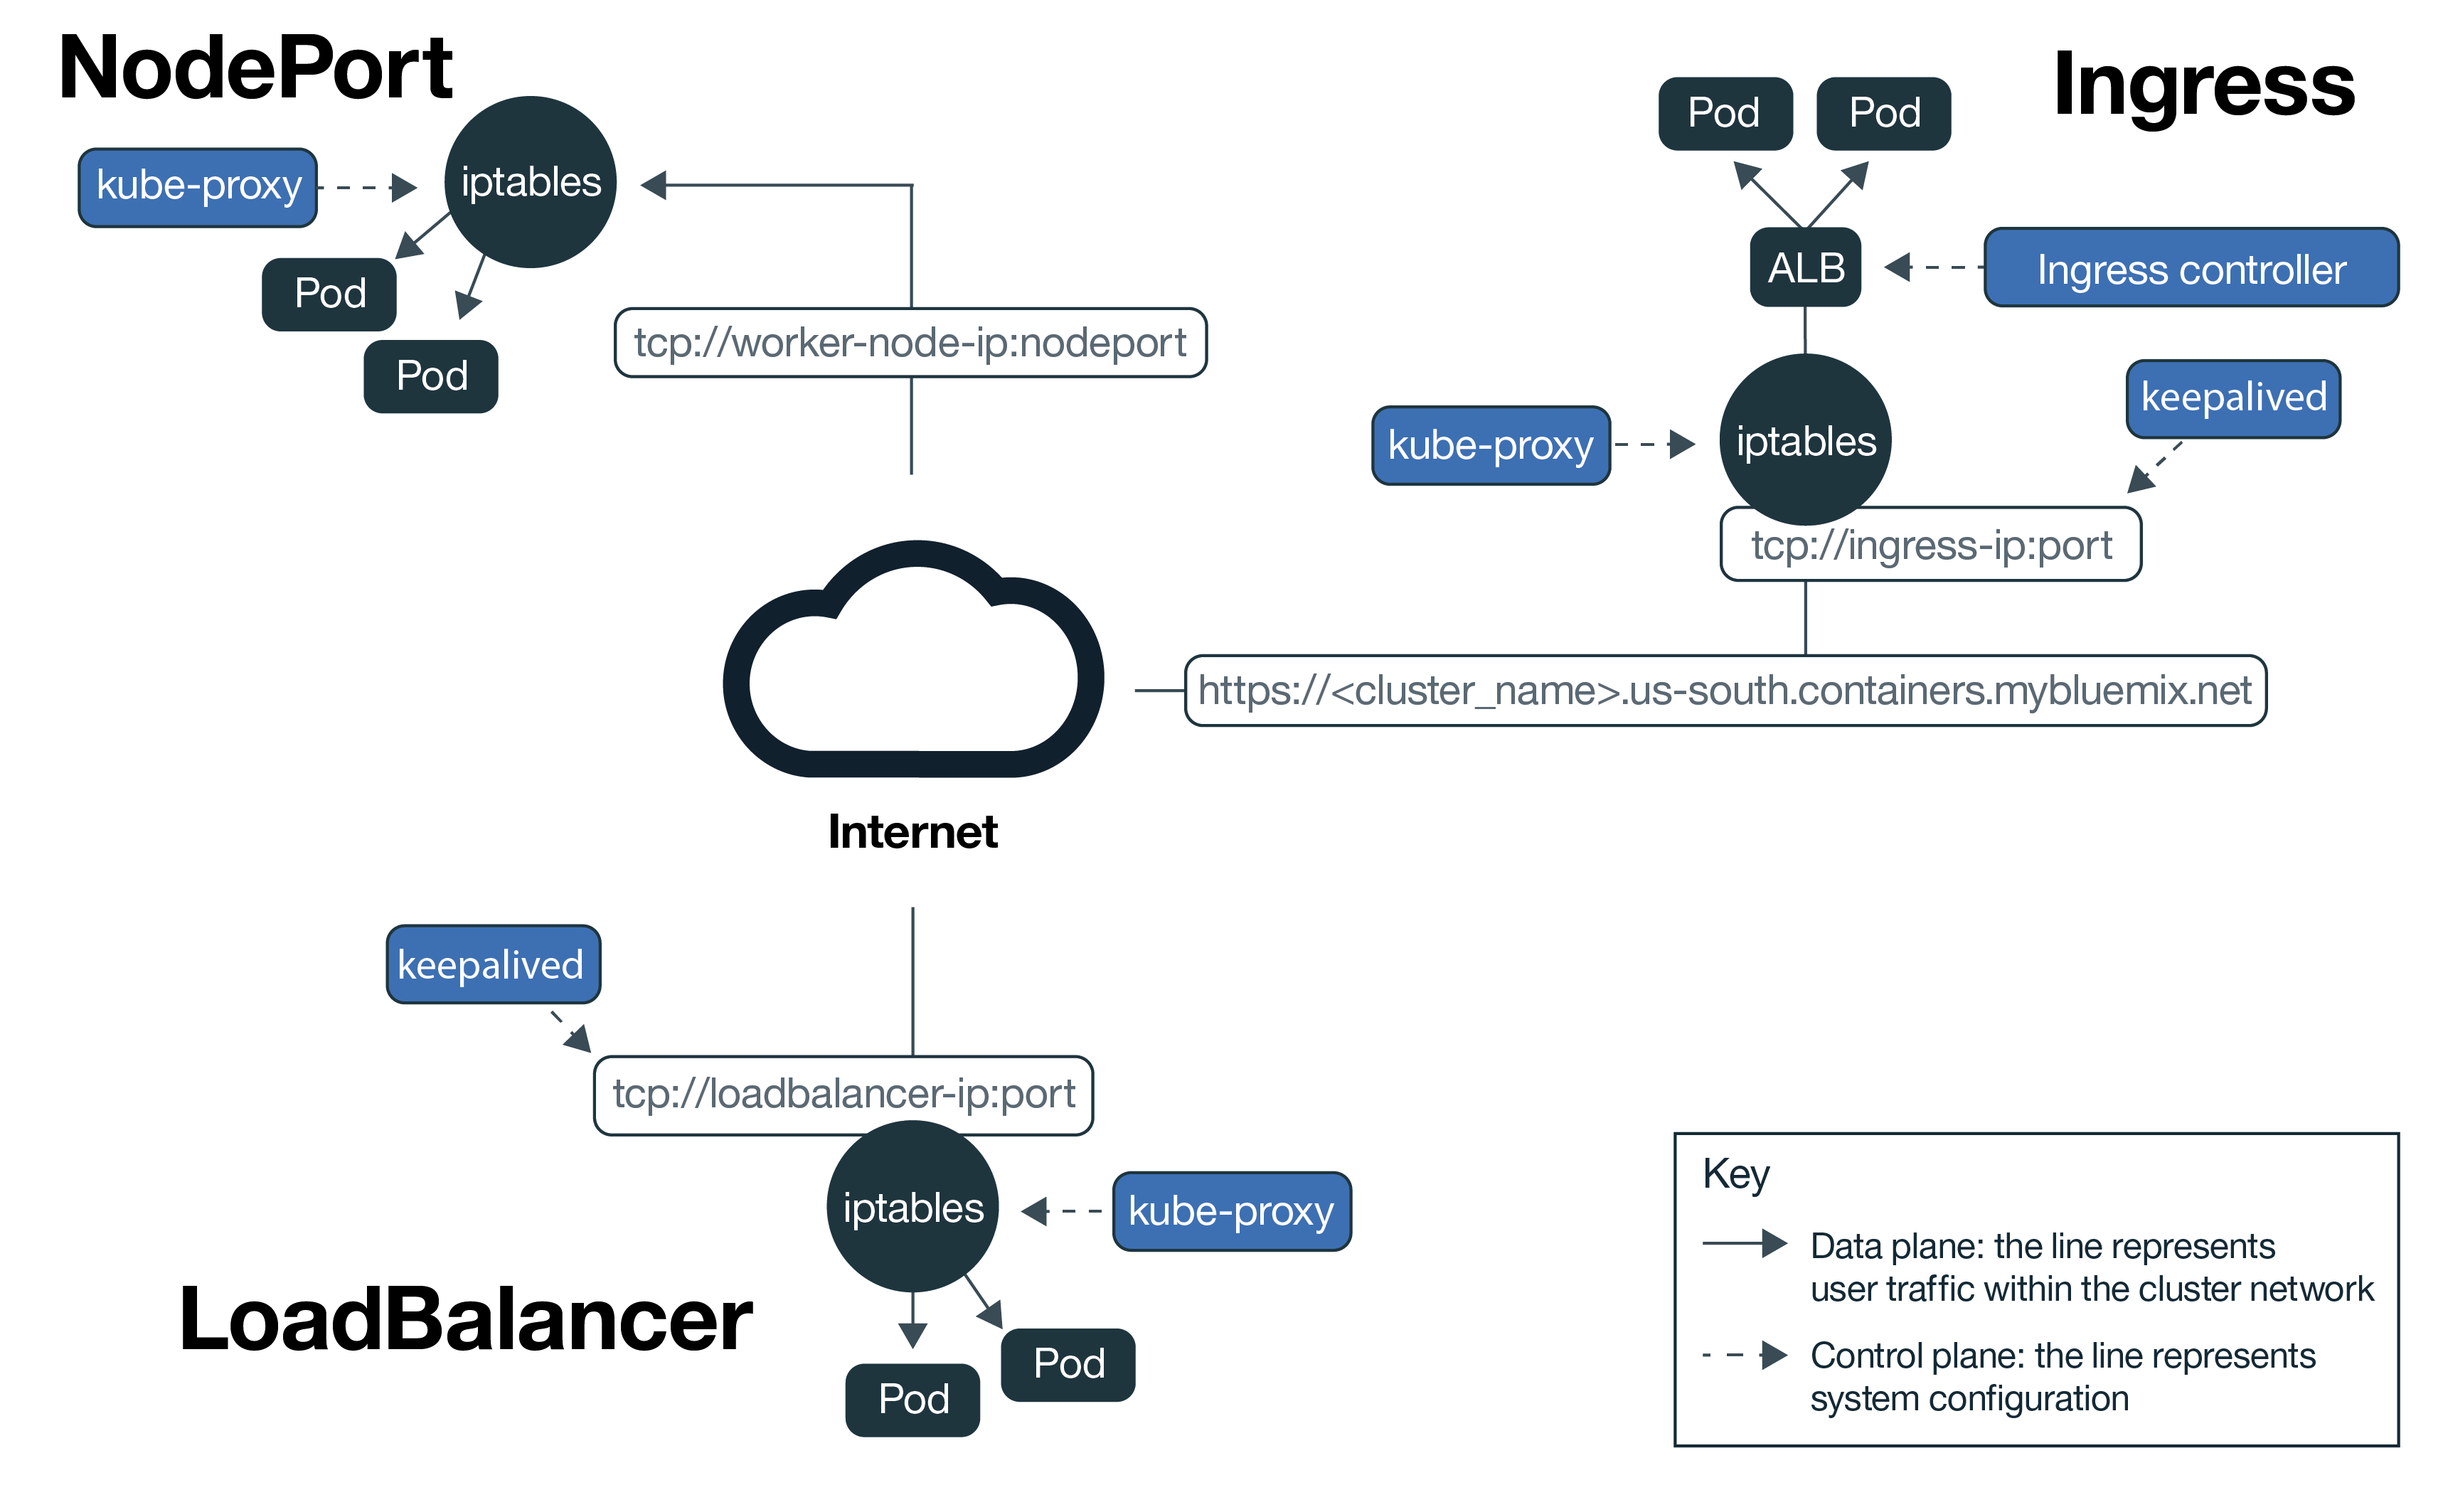 NodePort
kube-proxy
iptables
Pod
Pod
tcp://worker-node-ip:nodeport
Ingress
Pod
Pod
ALB
Ingress controller
keepalived
kube-proxy
iptables
tcp://ingress-ip:port
https://<cluster_name>.us-south.containers.mybluemix.net
Internet
keepalived
tcp://loadbalancer-ip:port
iptables
kube-proxy
LoadBalancer
Pod
Pod
Key
Data plane: the line represents
user traffic within the cluster network
Control plane: the line represents
system configuration